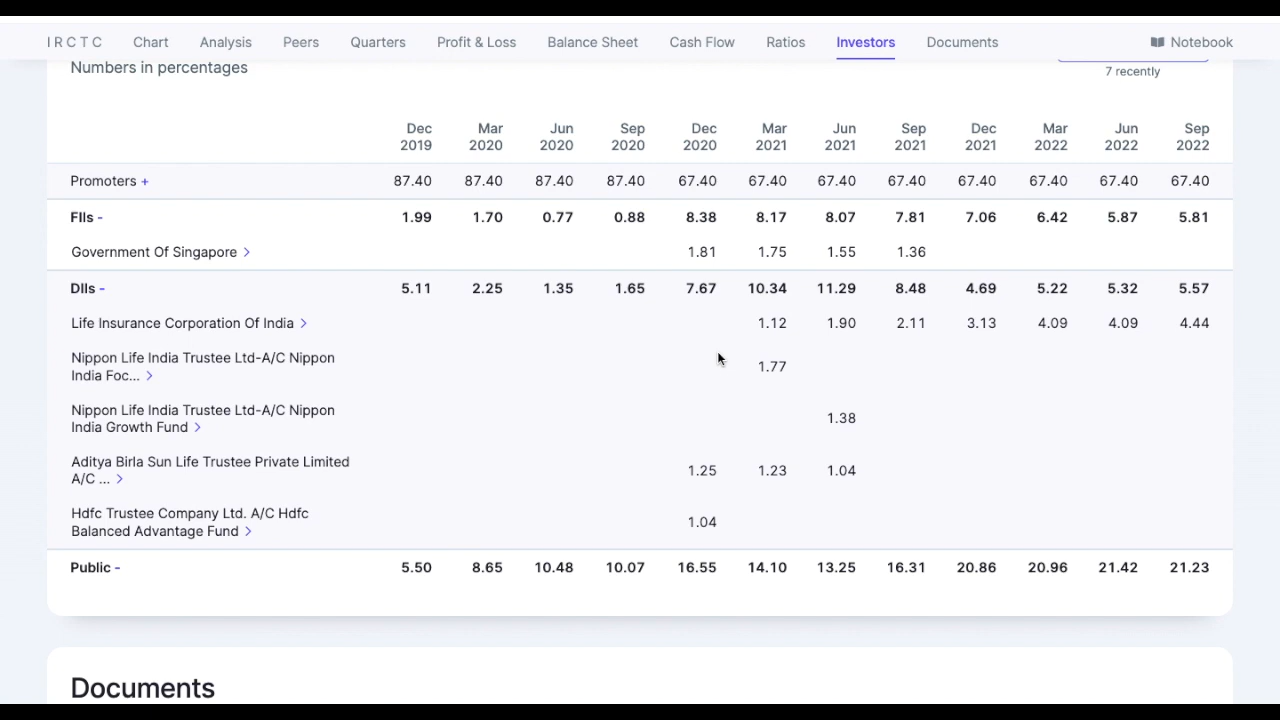 I R C T C Chart Analysis Peers Quarters Profit & Loss Balance Sheet Cash Flow Ratios Investors Documents Notebook
Numbers in percentages
7 recently
Dec Mar Jun Sep Dec Mar Jun Sep Dec Mar Jun Sep
2019 2020 2020 2020 2020 2021 2021 2021 2021 2022 2022 2022
Promoters + 87.40 87.40 87.40 87.40 67.40 67.40 67.40 67.40 67.40 67.40 67.40 67.40
FIIs - 1.99 1.70 0.77 0.88 8.38 8.17 8.07 7.81 7.06 6.42 5.87 5.81
Government Of Singapore > 1.81 1.75 1.55 1.36
DIIs - 5.11 2.25 1.35 1.65 7.67 10.34 11.29 8.48 4.69 5.22 5.32 5.57
Life Insurance Corporation Of India > 1.12 1.90 2.11 3.13 4.09 4.09 4.44
Nippon Life India Trustee Ltd-A/C Nippon
India Foc... > 1.77
Nippon Life India Trustee Ltd-A/C Nippon
India Growth Fund > 1.38
Aditya Birla Sun Life Trustee Private Limited
A/C ... > 1.25 1.23 1.04
Hdfc Trustee Company Ltd. A/C Hdfc
Balanced Advantage Fund > 1.04
Public - 5.50 8.65 10.48 10.07 16.55 14.10 13.25 16.31 20.86 20.96 21.42 21.23
Documents